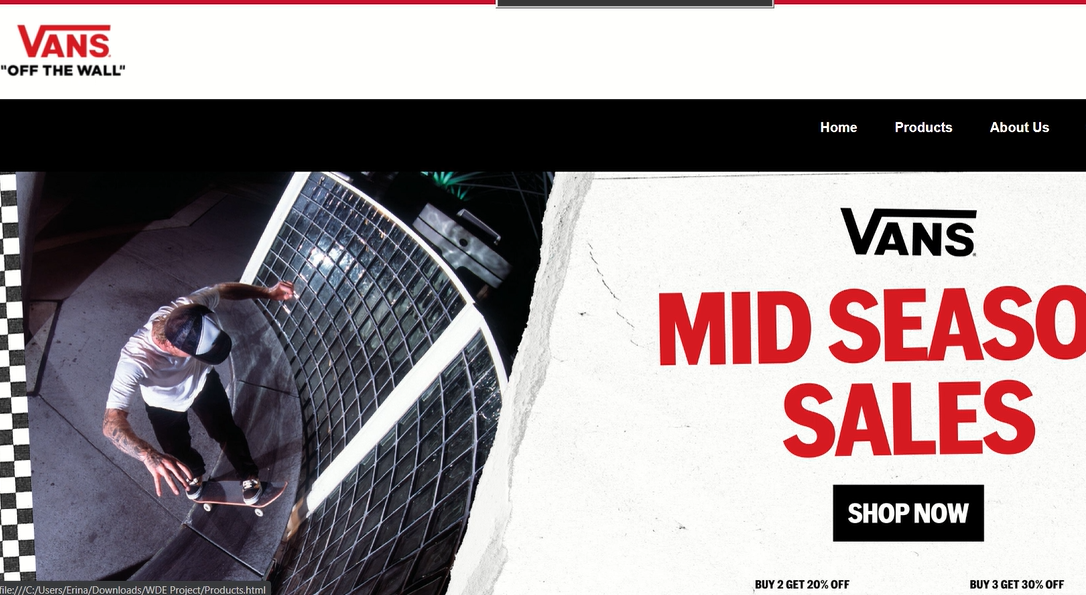 VANS
"OFF THE WALL"
Home Products About Us
VANS
MID SEASO
SALES
SHOP NOW
BUY 2 GET 20% OFF BUY 3 GET 30% OFF
file:///C:/Users/Erina/Downloads/WDE Project/Products.html